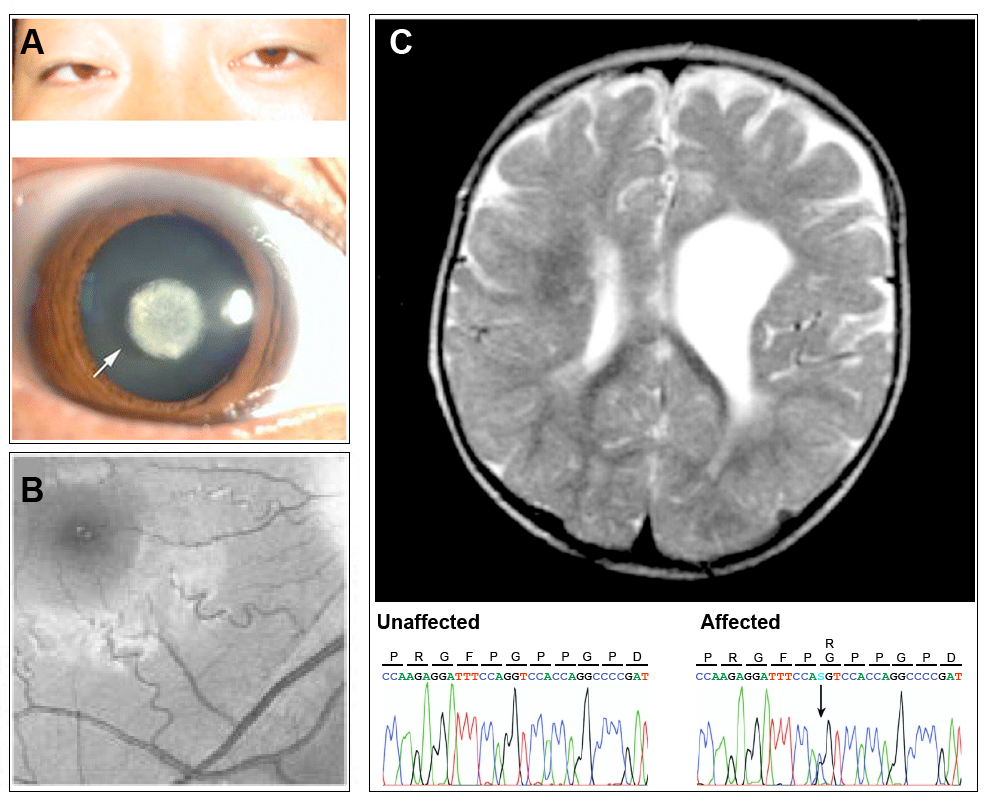 A
B
C
Unaffected
P R G F P G P P G P D
CCAAGAGGATTTCCAGGTCCACCAGGCCCCGAT
Affected
R
P R G F P G P P G P D
CCAAGAGGATTTCCASGTCCACCAGGCCCCGAT